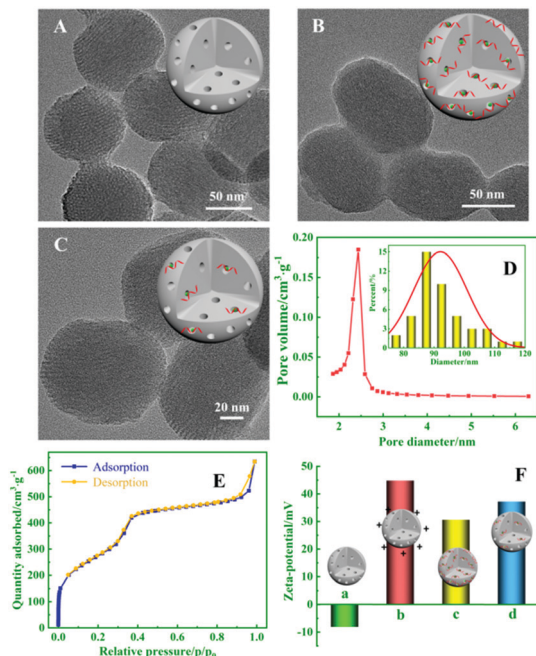 A
50 nm
B
50 nm
C
20 nm
D
Pore volume/cm³·g⁻¹
0.20
0.15
0.10
0.05
0.00
2 3 4 5 6
Pore diameter/nm
Percent/%
15
12
9
6
3
0
80 90 100 110 120
Diameter/nm
E
Adsorption
Desorption
Quantity adsorbed/cm³·g⁻¹
600
500
400
300
200
100
0
0.0 0.2 0.4 0.6 0.8 1.0
Relative pressure/p/p₀
F
Zeta-potential/mV
50
40
30
20
10
0
-10
a
b
c
d
+ + + + + + +